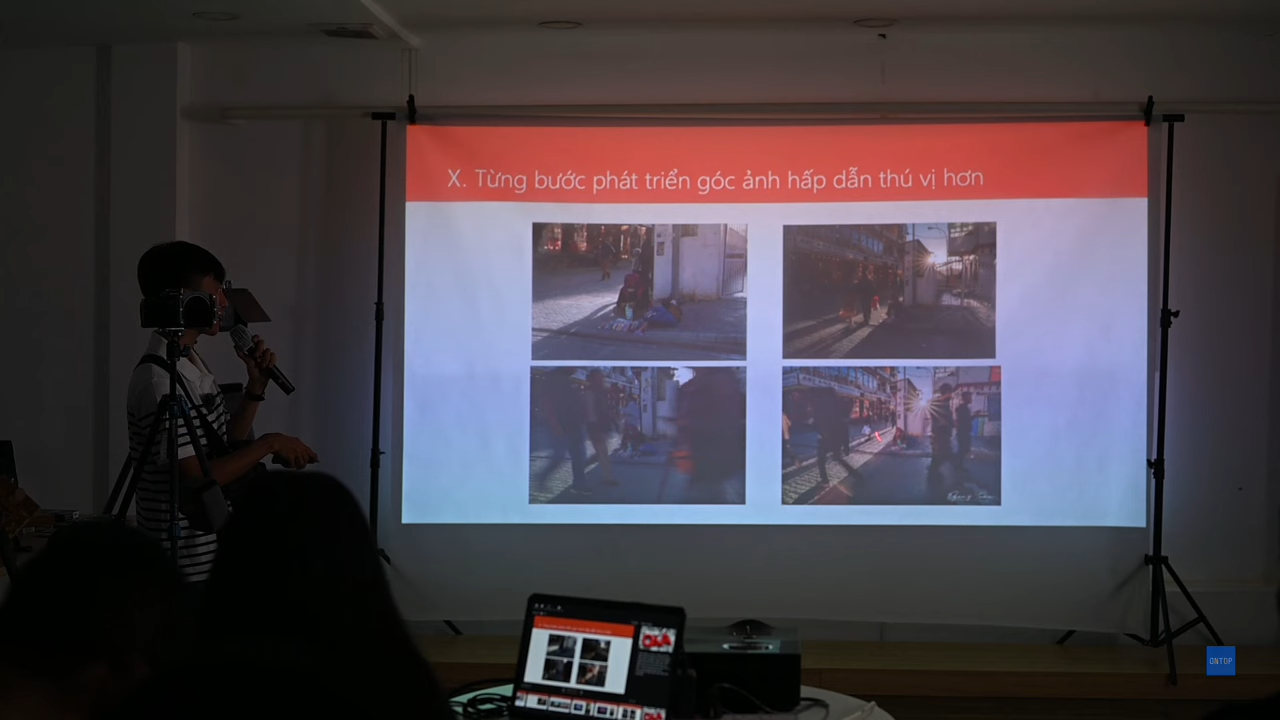 X. Từng bước phát triển góc ảnh hấp dẫn thú vị hơn
ONTOP